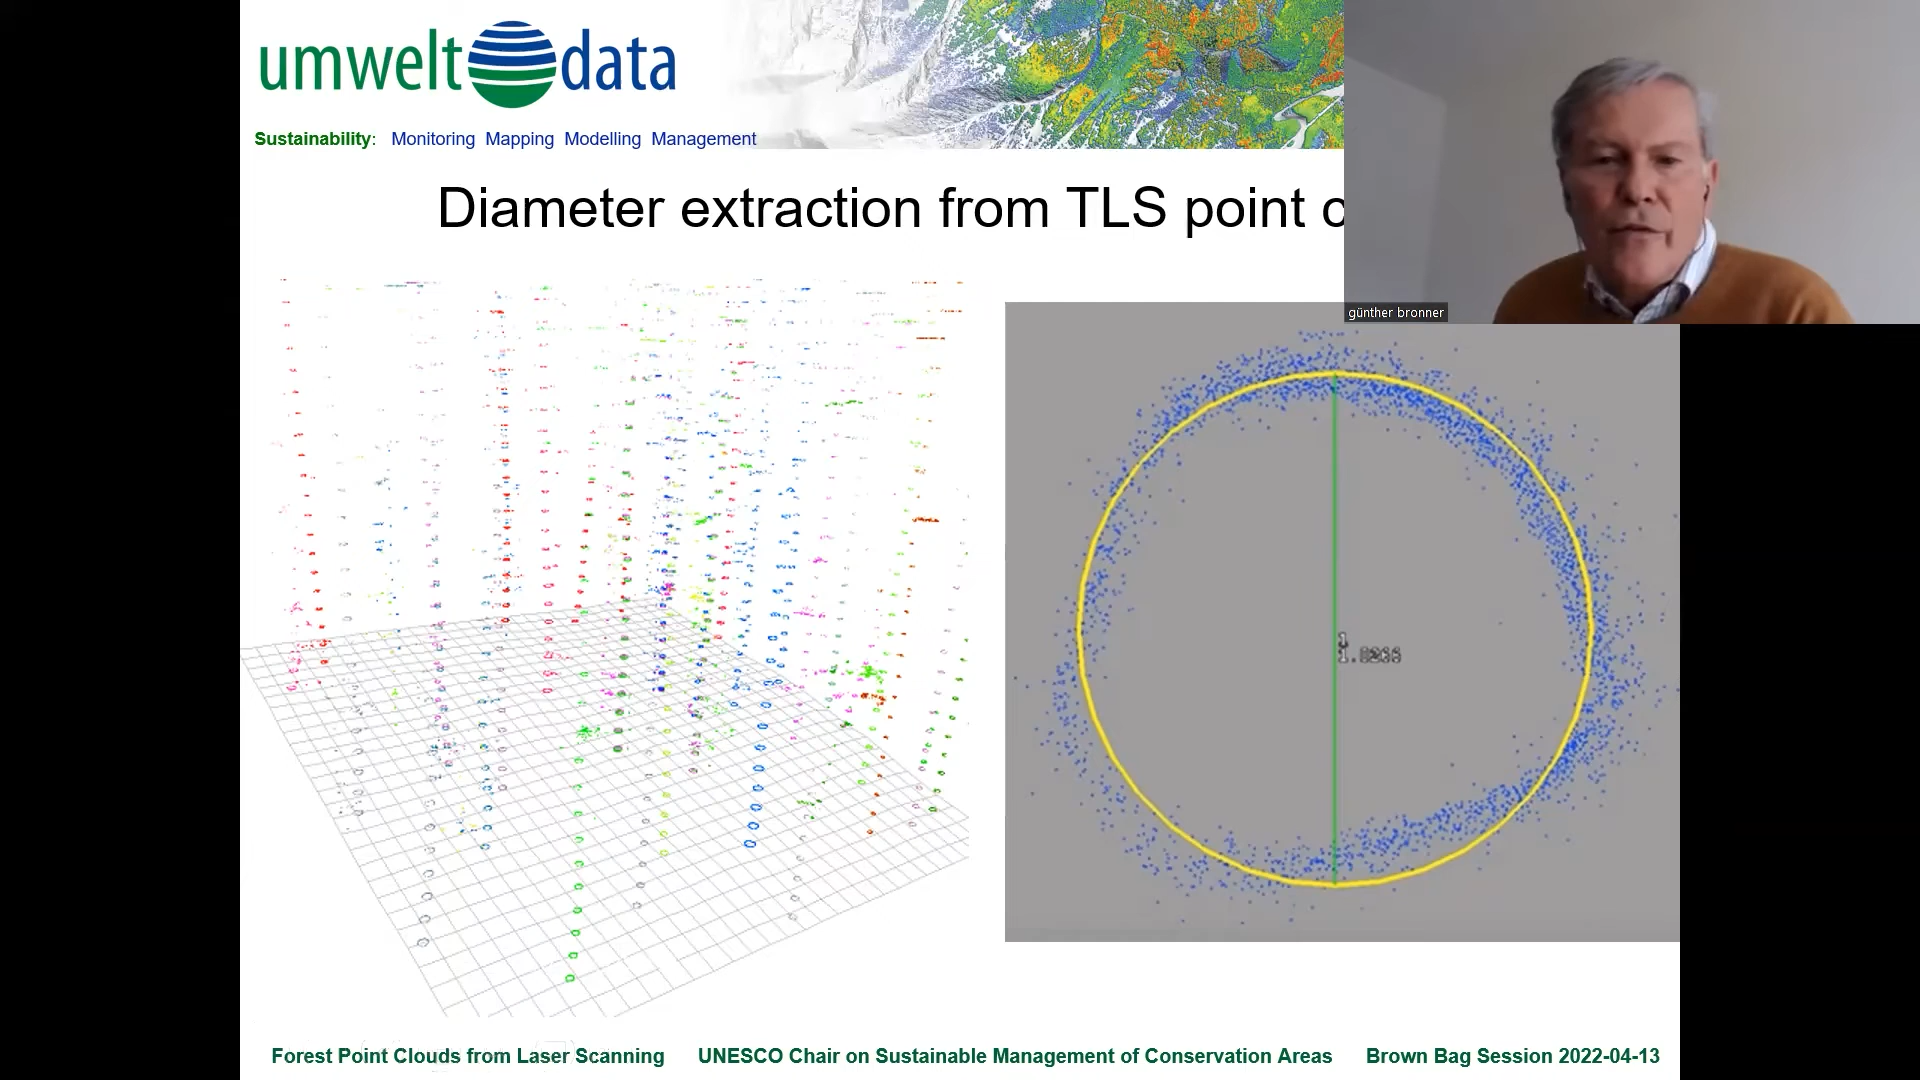 umwelt data
Sustainability: Monitoring Mapping Modelling Management
Diameter extraction from TLS point
günther bronner
1
Forest Point Clouds from Laser Scanning UNESCO Chair on Sustainable Management of Conservation Areas Brown Bag Session 2022-04-13